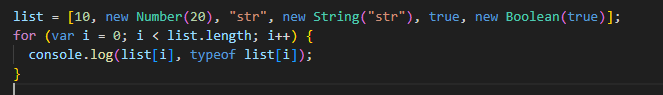 list = [10, new Number(20), "str", new String("str"), true, new Boolean(true)];
for (var i = 0; i < list.length; i++) {
  console.log(list[i], typeof list[i]);
}